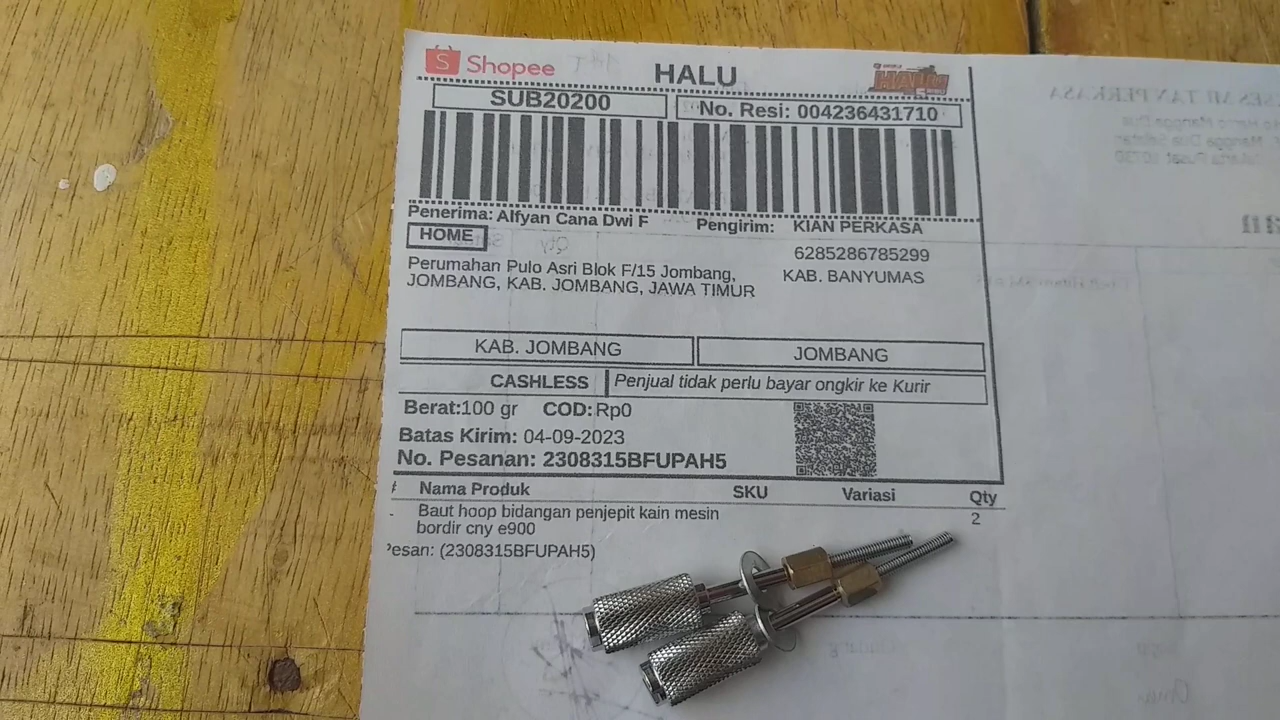 Shopee
HALU
HALU
SUB20200
No. Resi: 004236431710
Penerima: Alfyan Cana Dwi F
Pengirim: KIAN PERKASA
HOME
6285286785299
Perumahan Pulo Asri Blok F/15 Jombang,
KAB. BANYUMAS
JOMBANG, KAB. JOMBANG, JAWA TIMUR
KAB. JOMBANG
JOMBANG
CASHLESS
Penjual tidak perlu bayar ongkir ke Kurir
Berat:100 gr COD: Rp0
Batas Kirim: 04-09-2023
No. Pesanan: 2308315BFUPAH5
# Nama Produk SKU Variasi Qty
Baut hoop bidangan penjepit kain mesin
2
bordir cny e900
Pesan: (2308315BFUPAH5)